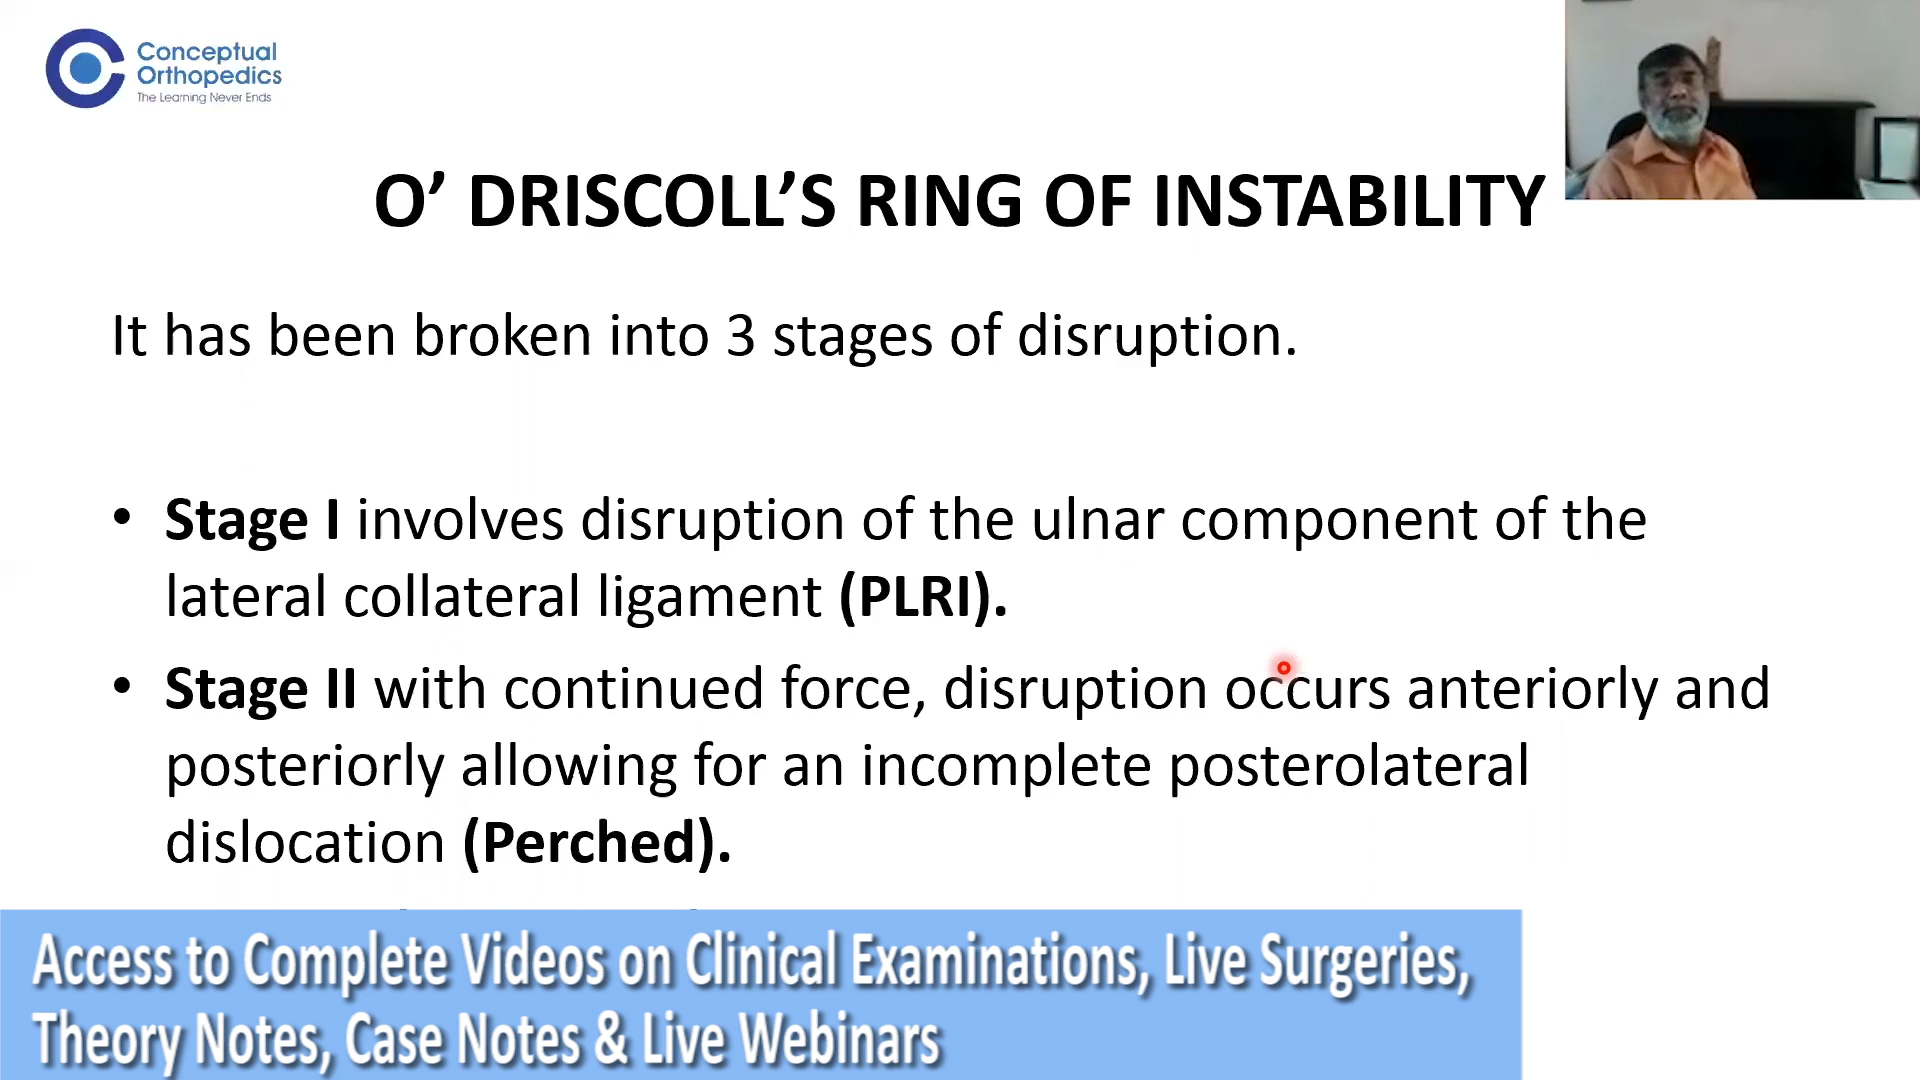 Conceptual
Orthopedics
The Learning Never Ends
O’ DRISCOLL’S RING OF INSTABILITY
It has been broken into 3 stages of disruption.
• Stage I involves disruption of the ulnar component of the
lateral collateral ligament (PLRI).
• Stage II with continued force, disruption occurs anteriorly and
posteriorly allowing for an incomplete posterolateral
dislocation (Perched).
Access to Complete Videos on Clinical Examinations, Live Surgeries,
Theory Notes, Case Notes & Live Webinars